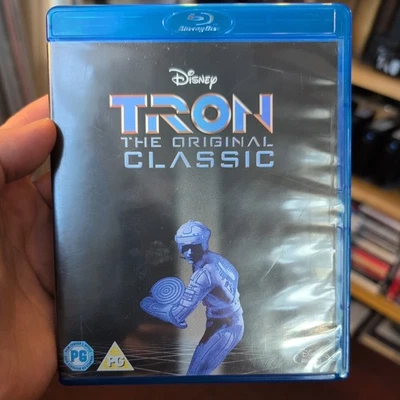 Blu-ray Disc
Disney
TRON
THE ORIGINAL
CLASSIC
PG PG